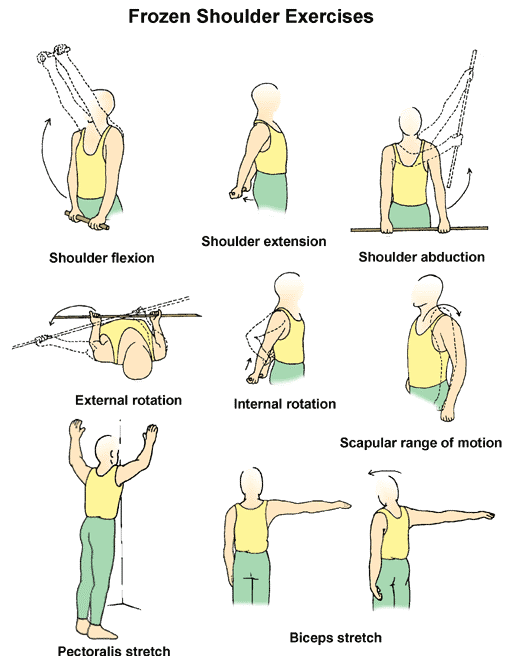 Frozen Shoulder Exercises
Shoulder flexion
Shoulder extension
Shoulder abduction
External rotation
Internal rotation
Scapular range of motion
Pectoralis stretch
Biceps stretch